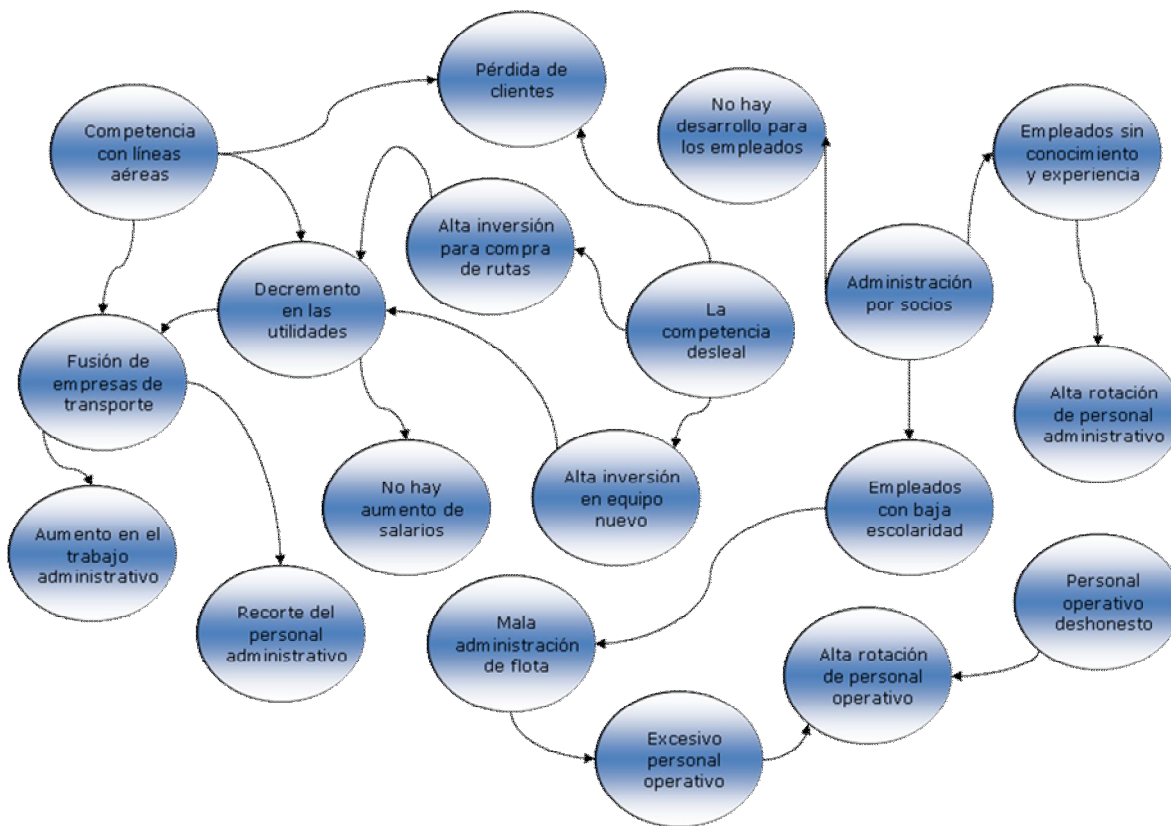 Pérdida de
clientes
No hay
desarrollo para
los empleados
Empleados sin
conocimiento
y experiencia
Competencia
con líneas
aéreas
Alta inversión
para compra
de rutas
Decremento
en las
utilidades
La
competencia
desleal
Administración
por socios
Fusión de
empresas de
transporte
Alta rotación
de personal
administrativo
No hay
aumento de
salarios
Alta inversión
en equipo
nuevo
Empleados
con baja
escolaridad
Aumento en el
trabajo
administrativo
Recorte del
personal
administrativo
Mala
administración
de flota
Alta rotación
de personal
operativo
Personal
operativo
deshonesto
Excesivo
personal
operativo